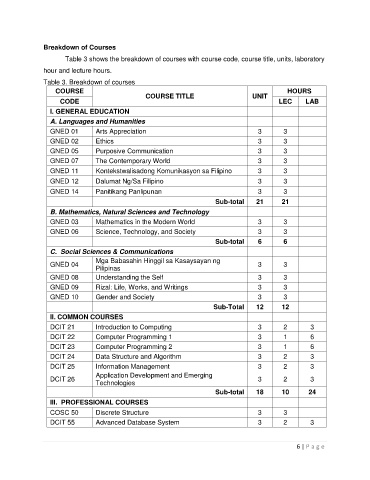 Breakdown of Courses
Table 3 shows the breakdown of courses with course code, course title, units, laboratory
hour and lecture hours.
Table 3. Breakdown of courses
COURSE CODE COURSE TITLE UNIT HOURS
LEC LAB
I. GENERAL EDUCATION
A. Languages and Humanities
GNED 01 Arts Appreciation 3 3
GNED 02 Ethics 3 3
GNED 05 Purposive Communication 3 3
GNED 07 The Contemporary World 3 3
GNED 11 Kontekstwalisadong Komunikasyon sa Filipino 3 3
GNED 12 Dalumat Ng/Sa Filipino 3 3
GNED 14 Panitikang Panlipunan 3 3
Sub-total 21 21
B. Mathematics, Natural Sciences and Technology
GNED 03 Mathematics in the Modern World 3 3
GNED 06 Science, Technology, and Society 3 3
Sub-total 6 6
C. Social Sciences & Communications
GNED 04 Mga Babasahin Hinggil sa Kasaysayan ng
Pilipinas 3 3
GNED 08 Understanding the Self 3 3
GNED 09 Rizal: Life, Works, and Writings 3 3
GNED 10 Gender and Society 3 3
Sub-Total 12 12
II. COMMON COURSES
DCIT 21 Introduction to Computing 3 2 3
DCIT 22 Computer Programming 1 3 1 6
DCIT 23 Computer Programming 2 3 1 6
DCIT 24 Data Structure and Algorithm 3 2 3
DCIT 25 Information Management 3 2 3
DCIT 26 Application Development and Emerging
Technologies 3 2 3
Sub-total 18 10 24
III. PROFESSIONAL COURSES
COSC 50 Discrete Structure 3 3
DCIT 55 Advanced Database System 3 2 3
6 | P a g e